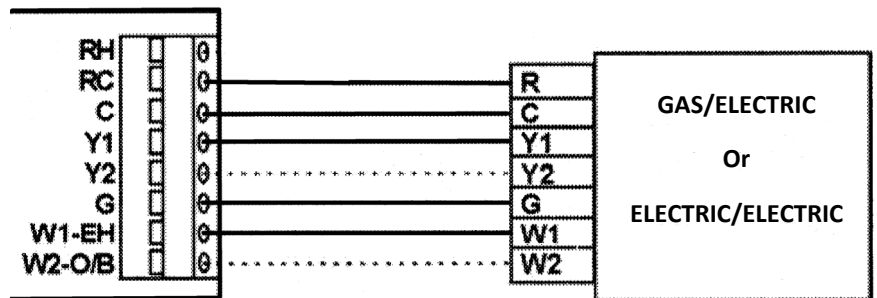 RH
RC
C
Y1
Y2
G
W1-EH
W2-O/B
R
C
Y1
Y2
G
W1
W2
GAS/ELECTRIC
Or
ELECTRIC/ELECTRIC